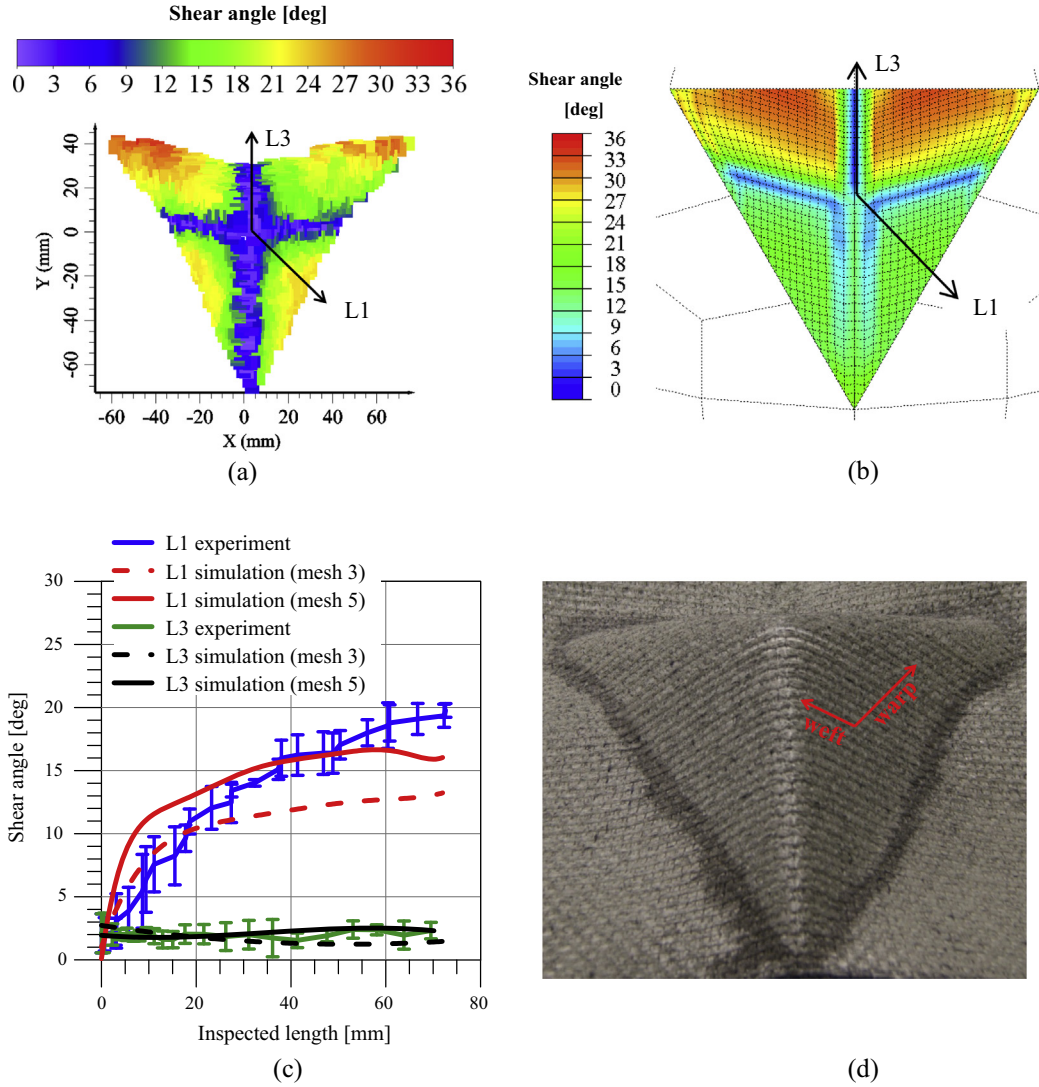 Shear angle [deg]
0 3 6 9 12 15 18 21 24 27 30 33 36
40
20
0
-20
-40
-60
Y (mm)
L3
L1
-60 -40 -20 0 20 40 60
X (mm)
(a)
Shear angle
[deg]
36
33
30
27
24
21
18
15
12
9
6
3
0
L3
L1
(b)
L1 experiment
L1 simulation (mesh 3)
L1 simulation (mesh 5)
L3 experiment
L3 simulation (mesh 3)
L3 simulation (mesh 5)
30
25
20
15
10
5
0
Shear angle [deg]
0 20 40 60 80
Inspected length [mm]
(c)
weft
warp
(d)